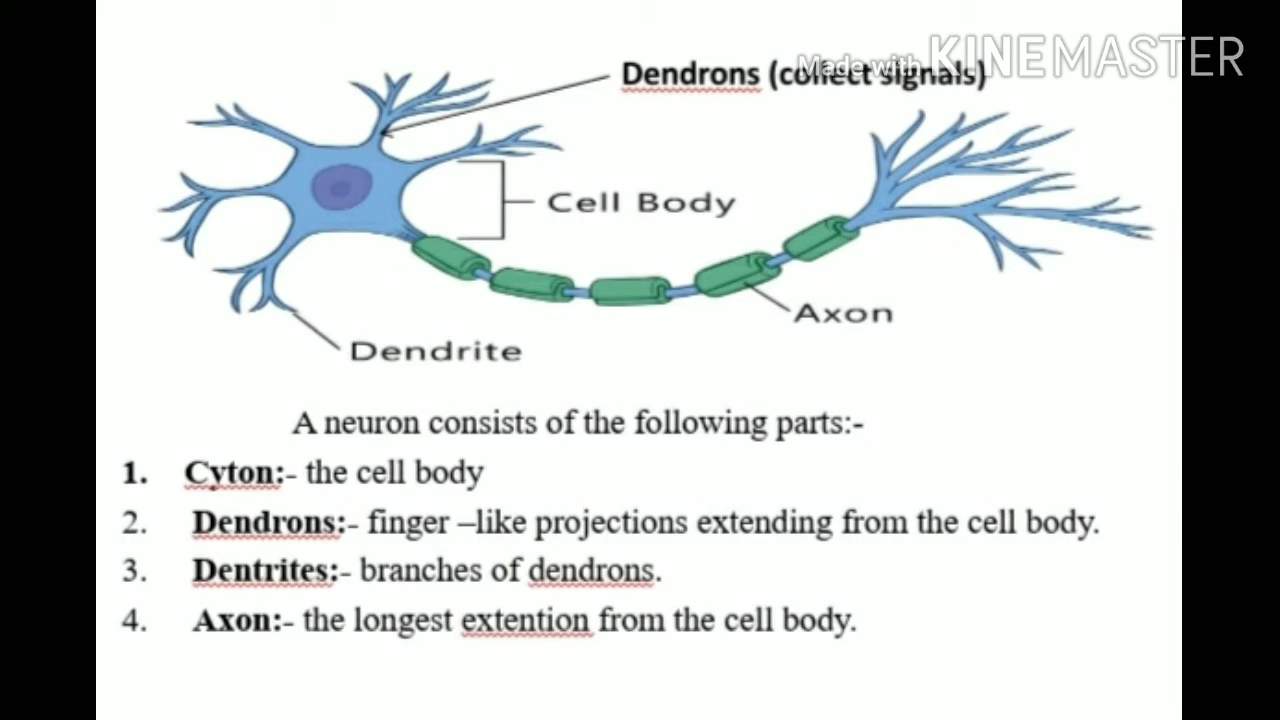 Made with KINEMASTER
Dendrons (collect signals)
Cell Body
Axon
Dendrite
A neuron consists of the following parts:-
1. Cyton:- the cell body
2. Dendrons:- finger –like projections extending from the cell body.
3. Dentrites:- branches of dendrons.
4. Axon:- the longest extention from the cell body.